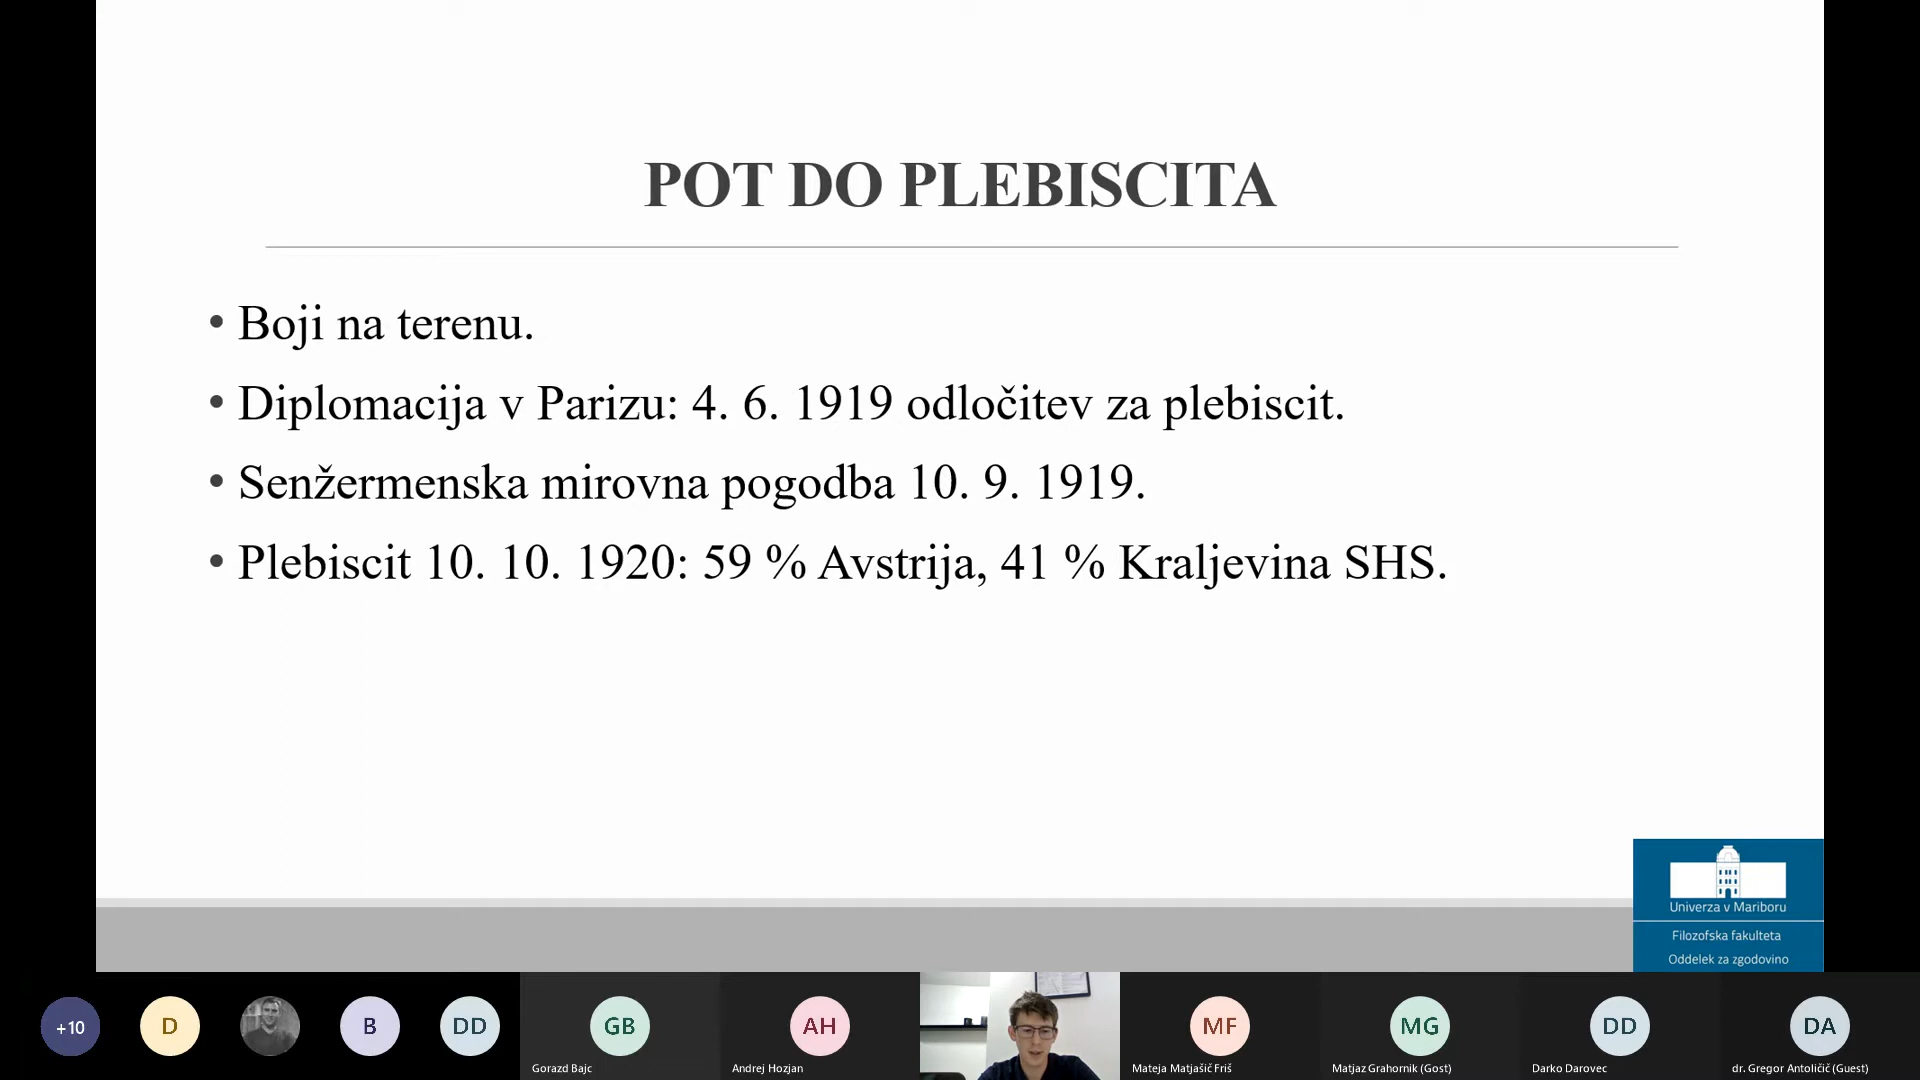 POT DO PLEBISCITA
• Boji na terenu.
• Diplomacija v Parizu: 4. 6. 1919 odločitev za plebiscit.
• Senžermenska mirovna pogodba 10. 9. 1919.
• Plebiscit 10. 10. 1920: 59 % Avstrija, 41 % Kraljevina SHS.
Univerza v Mariboru
Filozofska fakulteta
Oddelek za zgodovino
+10
D
B
DD
GB
AH
MF
MG
DD
DA
Gorazd Bajc
Andrej Hozjan
Mateja Matjašič Friš
Matjaz Grahornik (Gost)
Darko Darovec
dr. Gregor Antoličič (Guest)